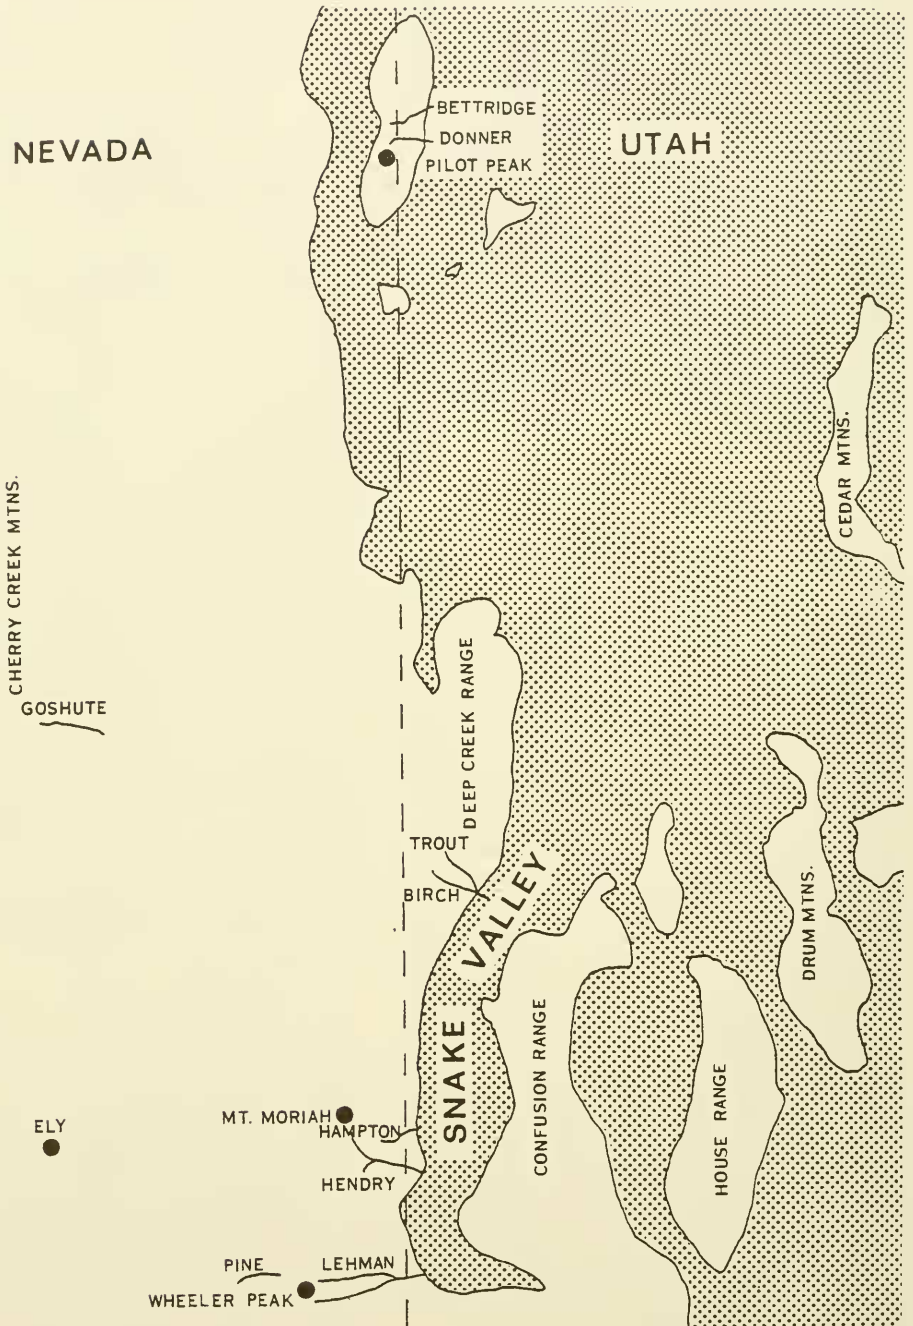 BETTRIDGE
NEVADA
DONNER
UTAH
PILOT PEAK
CEDAR MTNS.
CHERRY CREEK MTNS.
GOSHUTE
DEEP CREEK RANGE
TROUT
BIRCH
SNAKE VALLEY
DRUM MTNS.
CONFUSION RANGE
HOUSE RANGE
MT. MORIAH
HAMPTON
ELY
HENDRY
PINE
LEHMAN
WHEELER PEAK